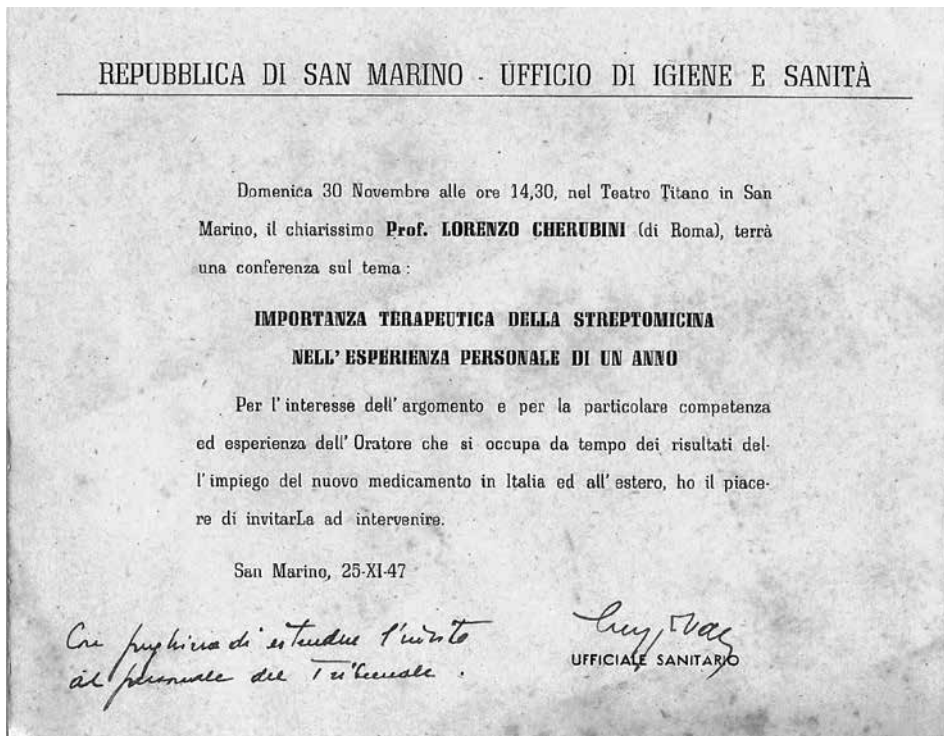 REPUBBLICA DI SAN MARINO - UFFICIO DI IGIENE E SANITÀ
Domenica 30 Novembre alle ore 14,30, nel Teatro Titano in San
Marino, il chiarissimo Prof. LORENZO CHERUBINI (di Roma), terrà
una conferenza sul tema :
IMPORTANZA TERAPEUTICA DELLA STREPTOMICINA
NELL' ESPERIENZA PERSONALE DI UN ANNO
Per l' interesse dell' argomento e per la particolare competenza
ed esperienza dell' Oratore che si occupa da tempo dei risultati del-
l' impiego del nuovo medicamento in Italia ed all' estero, ho il piace-
re di invitarLa ad intervenire.
San Marino, 25-XI-47
Con preghiera di estendere l'invito
al personale del Tribunale .
UFFICIALE SANITARIO